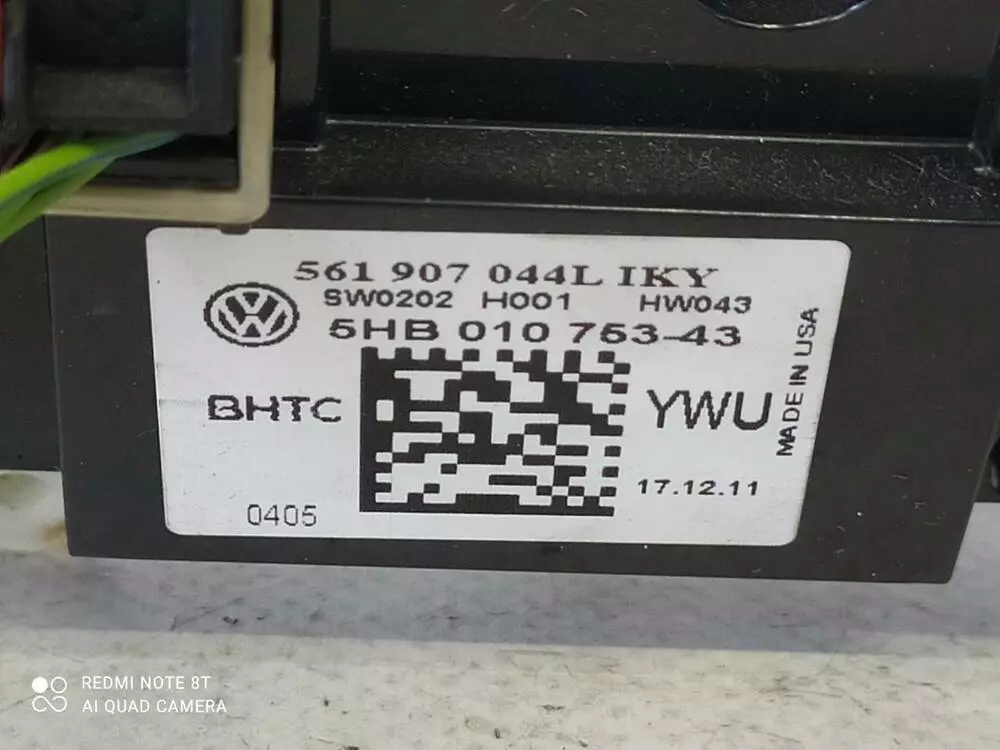 561 907 044L IKY
SW0202 H001 HW043
5HB 010 753-43
BHTC
YWU
MADE IN USA
17.12.11
0405
REDMI NOTE 8T
AI QUAD CAMERA